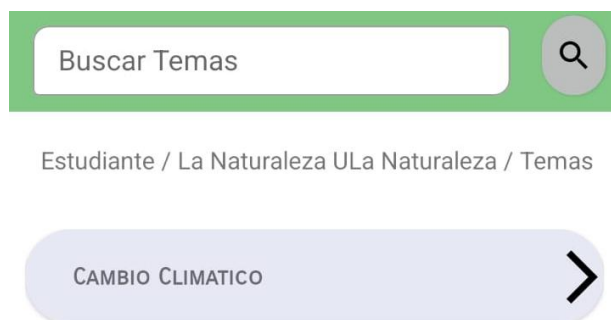 Buscar Temas
Estudiante / La Naturaleza ULa Naturaleza / Temas
CAMBIO CLIMATICO